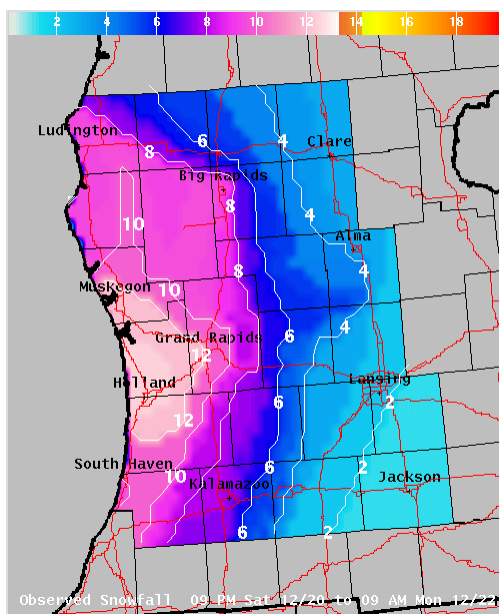 2 4 6 8 10 12 14 16 18
Ludington
6
4
Clare
8
Big Rapids
8
4
10
Alma
8
4
Muskegon
10
4
6
Grand Rapids
12
Lansing
Holland
6
2
12
South Haven
6
2
10
Kalamazoo
Jackson
6
2
Observed Snowfall 09 PM Sat 12/20 to 09 AM Mon 12/22